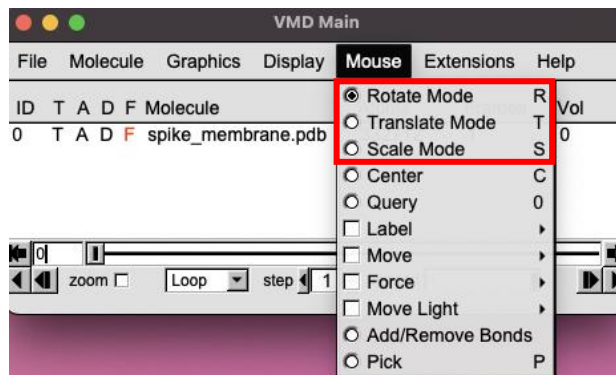 VMD Main
File Molecule Graphics Display Mouse Extensions Help
ID T A D F Molecule Vol
0 T A D F spike_membrane.pdb 0
Rotate Mode R
Translate Mode T
Scale Mode S
Center C
Query 0
Label
Move
Force
Move Light
Add/Remove Bonds
Pick P
0
zoom Loop step 1